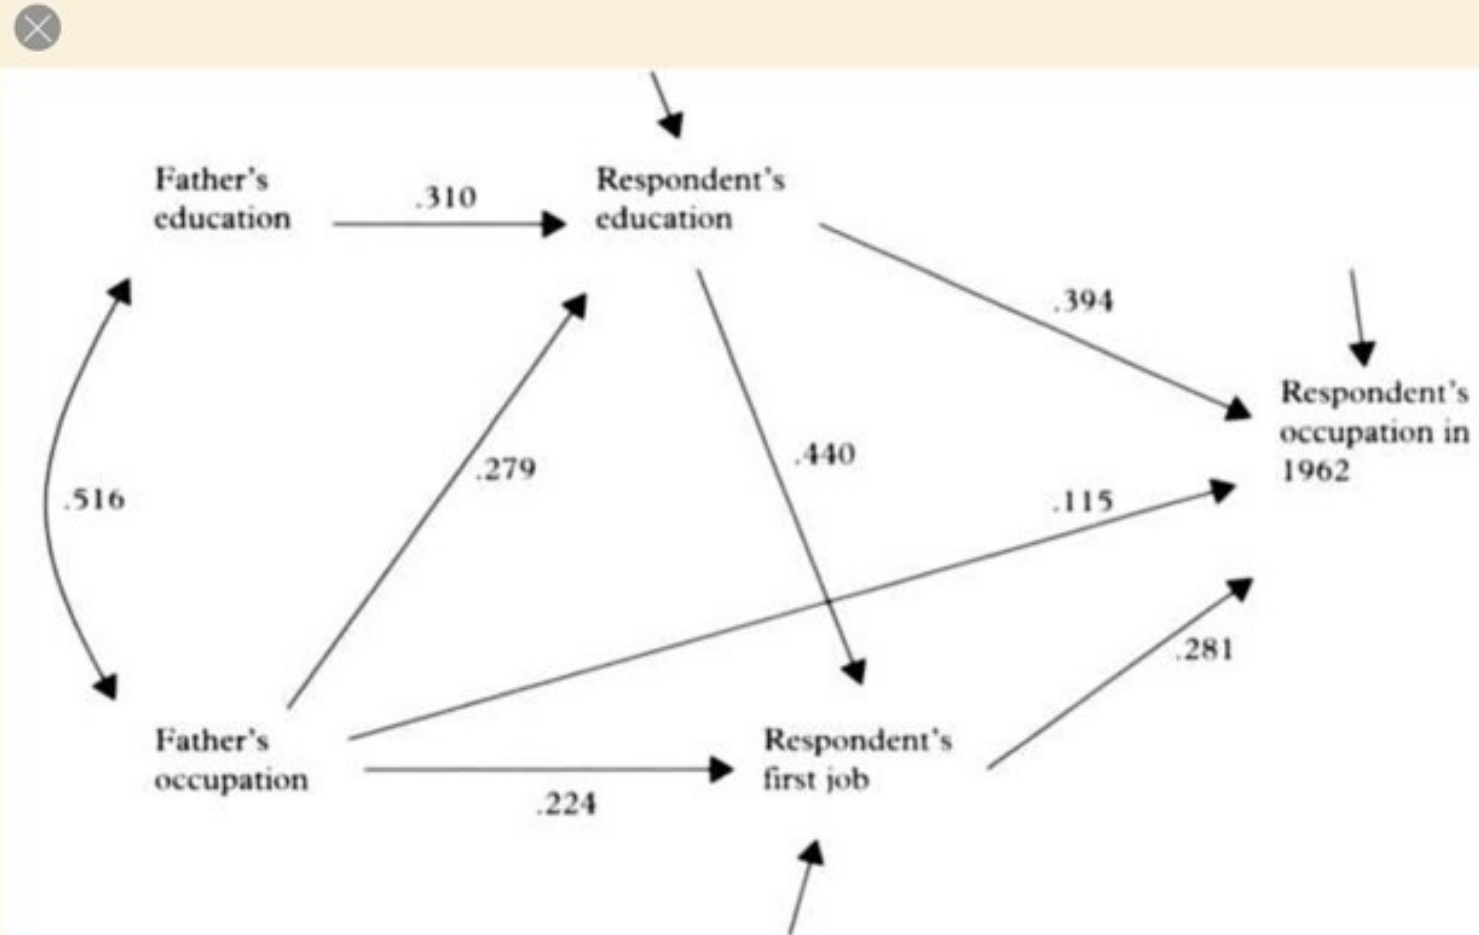 Father's
education
.310
Respondent's
education
.394
Respondent's
occupation in
1962
.440
.279
.516
.115
.281
Father's
occupation
.224
Respondent's
first job